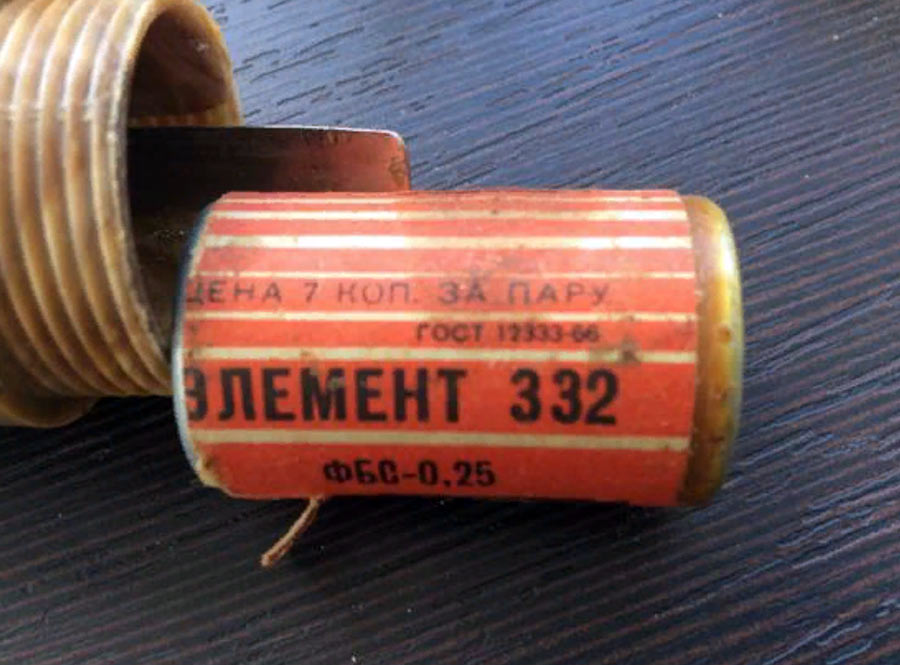 ЦЕНА 7 КОП. ЗА ПАРУ
ГОСТ 12333-66
ЭЛЕМЕНТ 332
ФБС-0,25